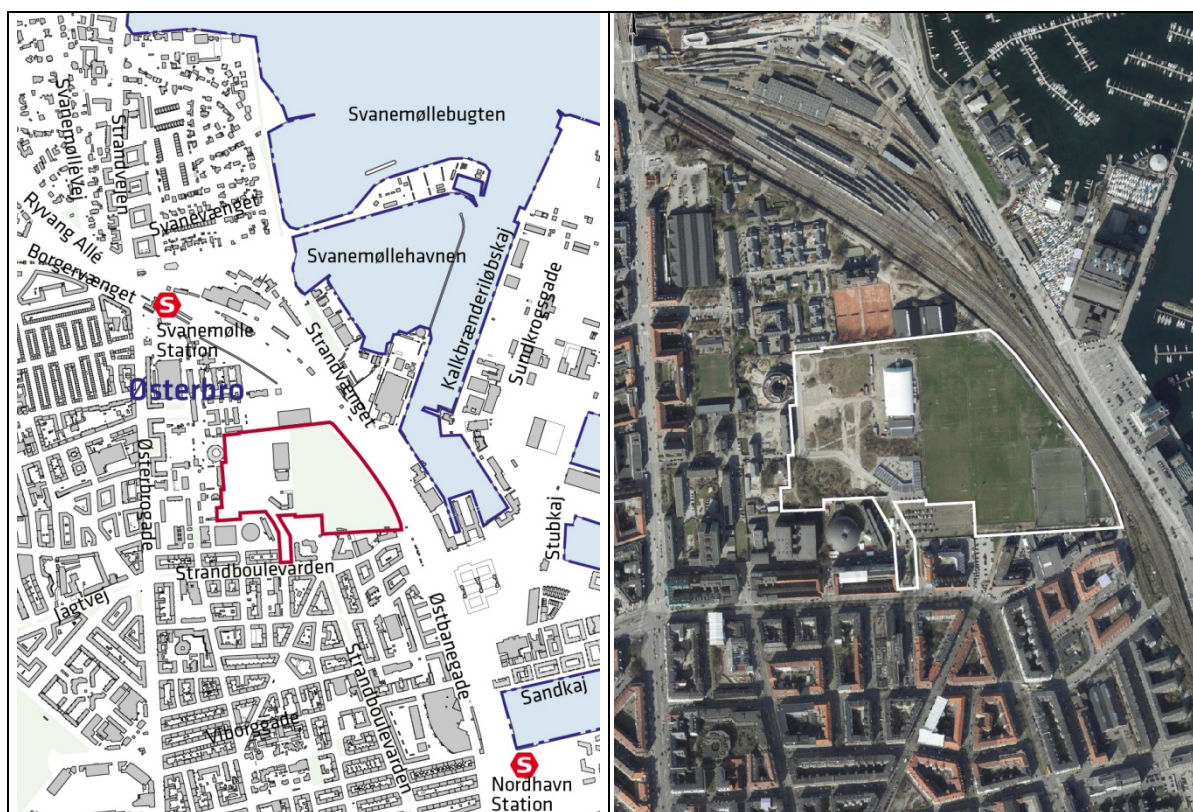 Svanemøllebugten
Svanemøllevej
Strandvejen
Svanevænget
Ryvang Allé
Borgervænget
Svanemøllehavnen
S
Svanemølle
Station
Strandvænget
Kalkbrænderiløbskaj
Sundkrogsgade
Østerbro
Østerbrogade
Stubkaj
Strandboulevarden
Jagtvej
Østbanegade
Strandboulevarden
Sandkaj
Viborggade
S
Nordhavn
Station